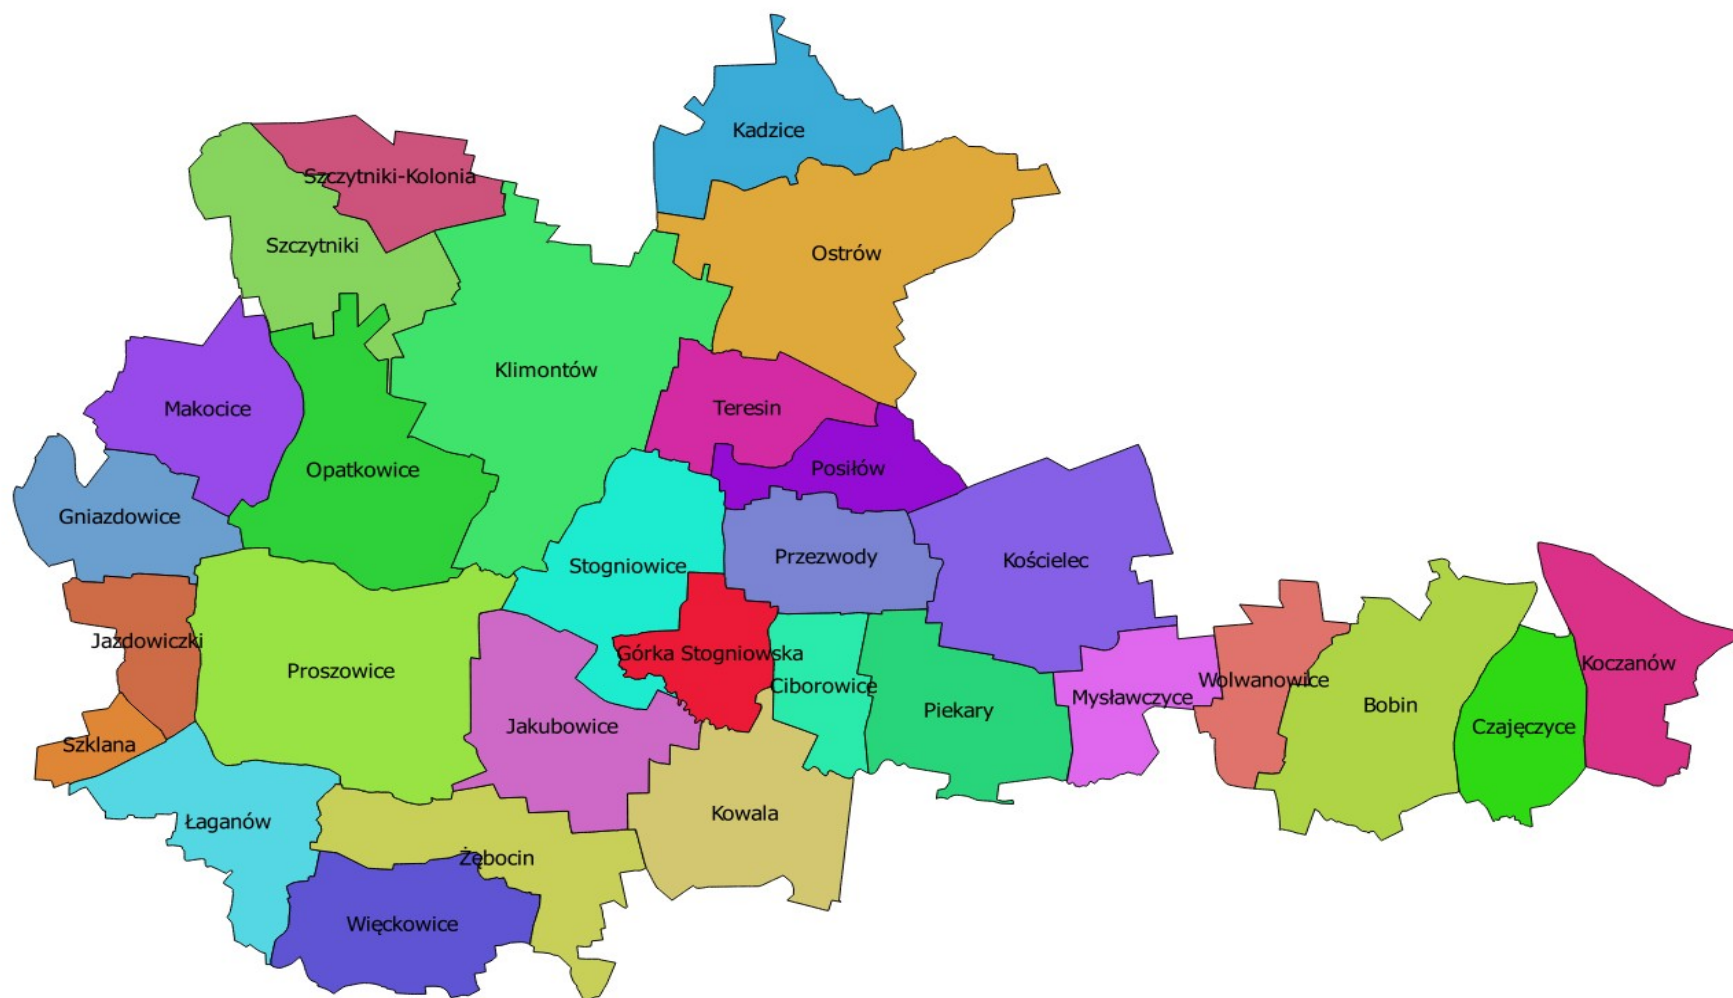 Kadzice
Szczytniki-Kolonia
Szczytniki
Ostrów
Klimontów
Makocice
Teresin
Opatkowice
Posiłów
Gniazdowice
Przezwody
Kościelec
Stogniowice
Jazdowiczki
Górka Stogniowska
Koczanów
Proszowice
Wolwanowice
Ciborowice
Mysławczyce
Bobin
Piekary
Jakubowice
Czajęczyce
Szklana
Kowala
Łaganów
Żębocin
Więckowice